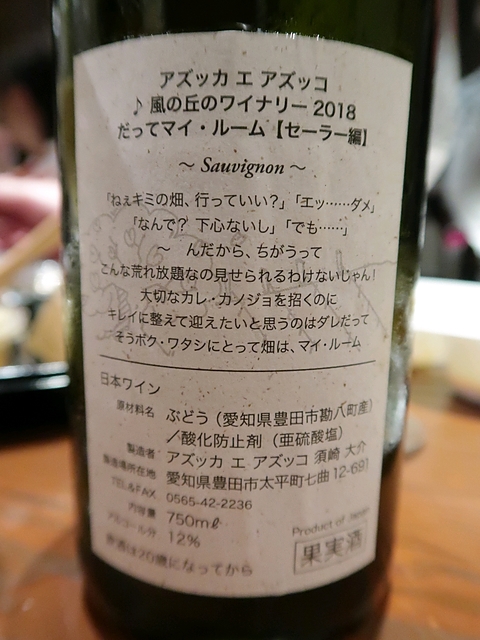 アズッカ エ アズッコ
♪ 風の丘のワイナリー 2018
だってマイ・ルーム【セーラー編】
～ Sauvignon ～
「ねぇキミの畑、行っていい?」「エッ……ダメ」
「なんで? 下心ないし」「でも……」
～ んだから、ちがうって
こんな荒れ放題なの見せられるわけないじゃん!
大切なカレ・カノジョを招くのに
キレイに整えて迎えたいと思うのはダレだって
そうボク・ワタシにとって畑は、マイ・ルーム
日本ワイン
原材料名 ぶどう（愛知県豊田市勘八町産）
／酸化防止剤（亜硫酸塩）
製造者 アズッカ エ アズッコ 須崎 大介
製造場所在地 愛知県豊田市太平町七曲12-691
TEL&FAX 0565-42-2236
内容量 750mℓ
アルコール分 12%
飲酒は20歳になってから
Product of Japan
果実酒